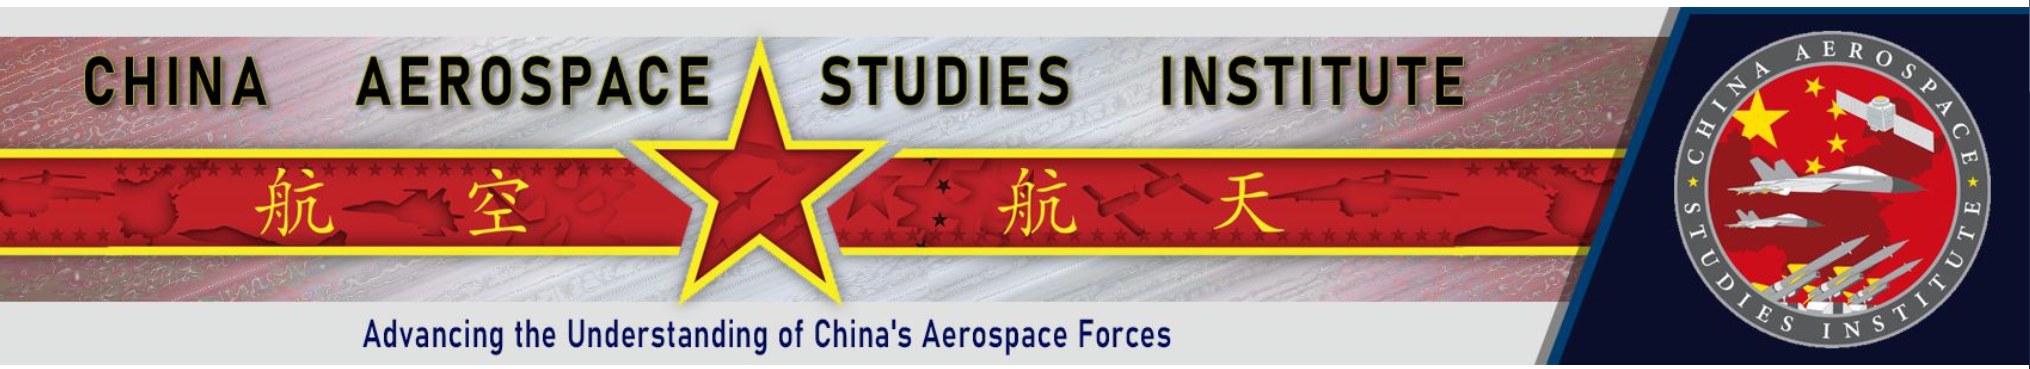 CHINA AEROSPACE STUDIES INSTITUTE
航空 航天
Advancing the Understanding of China's Aerospace Forces
CHINA AEROSPACE
STUDIES INSTITUTE